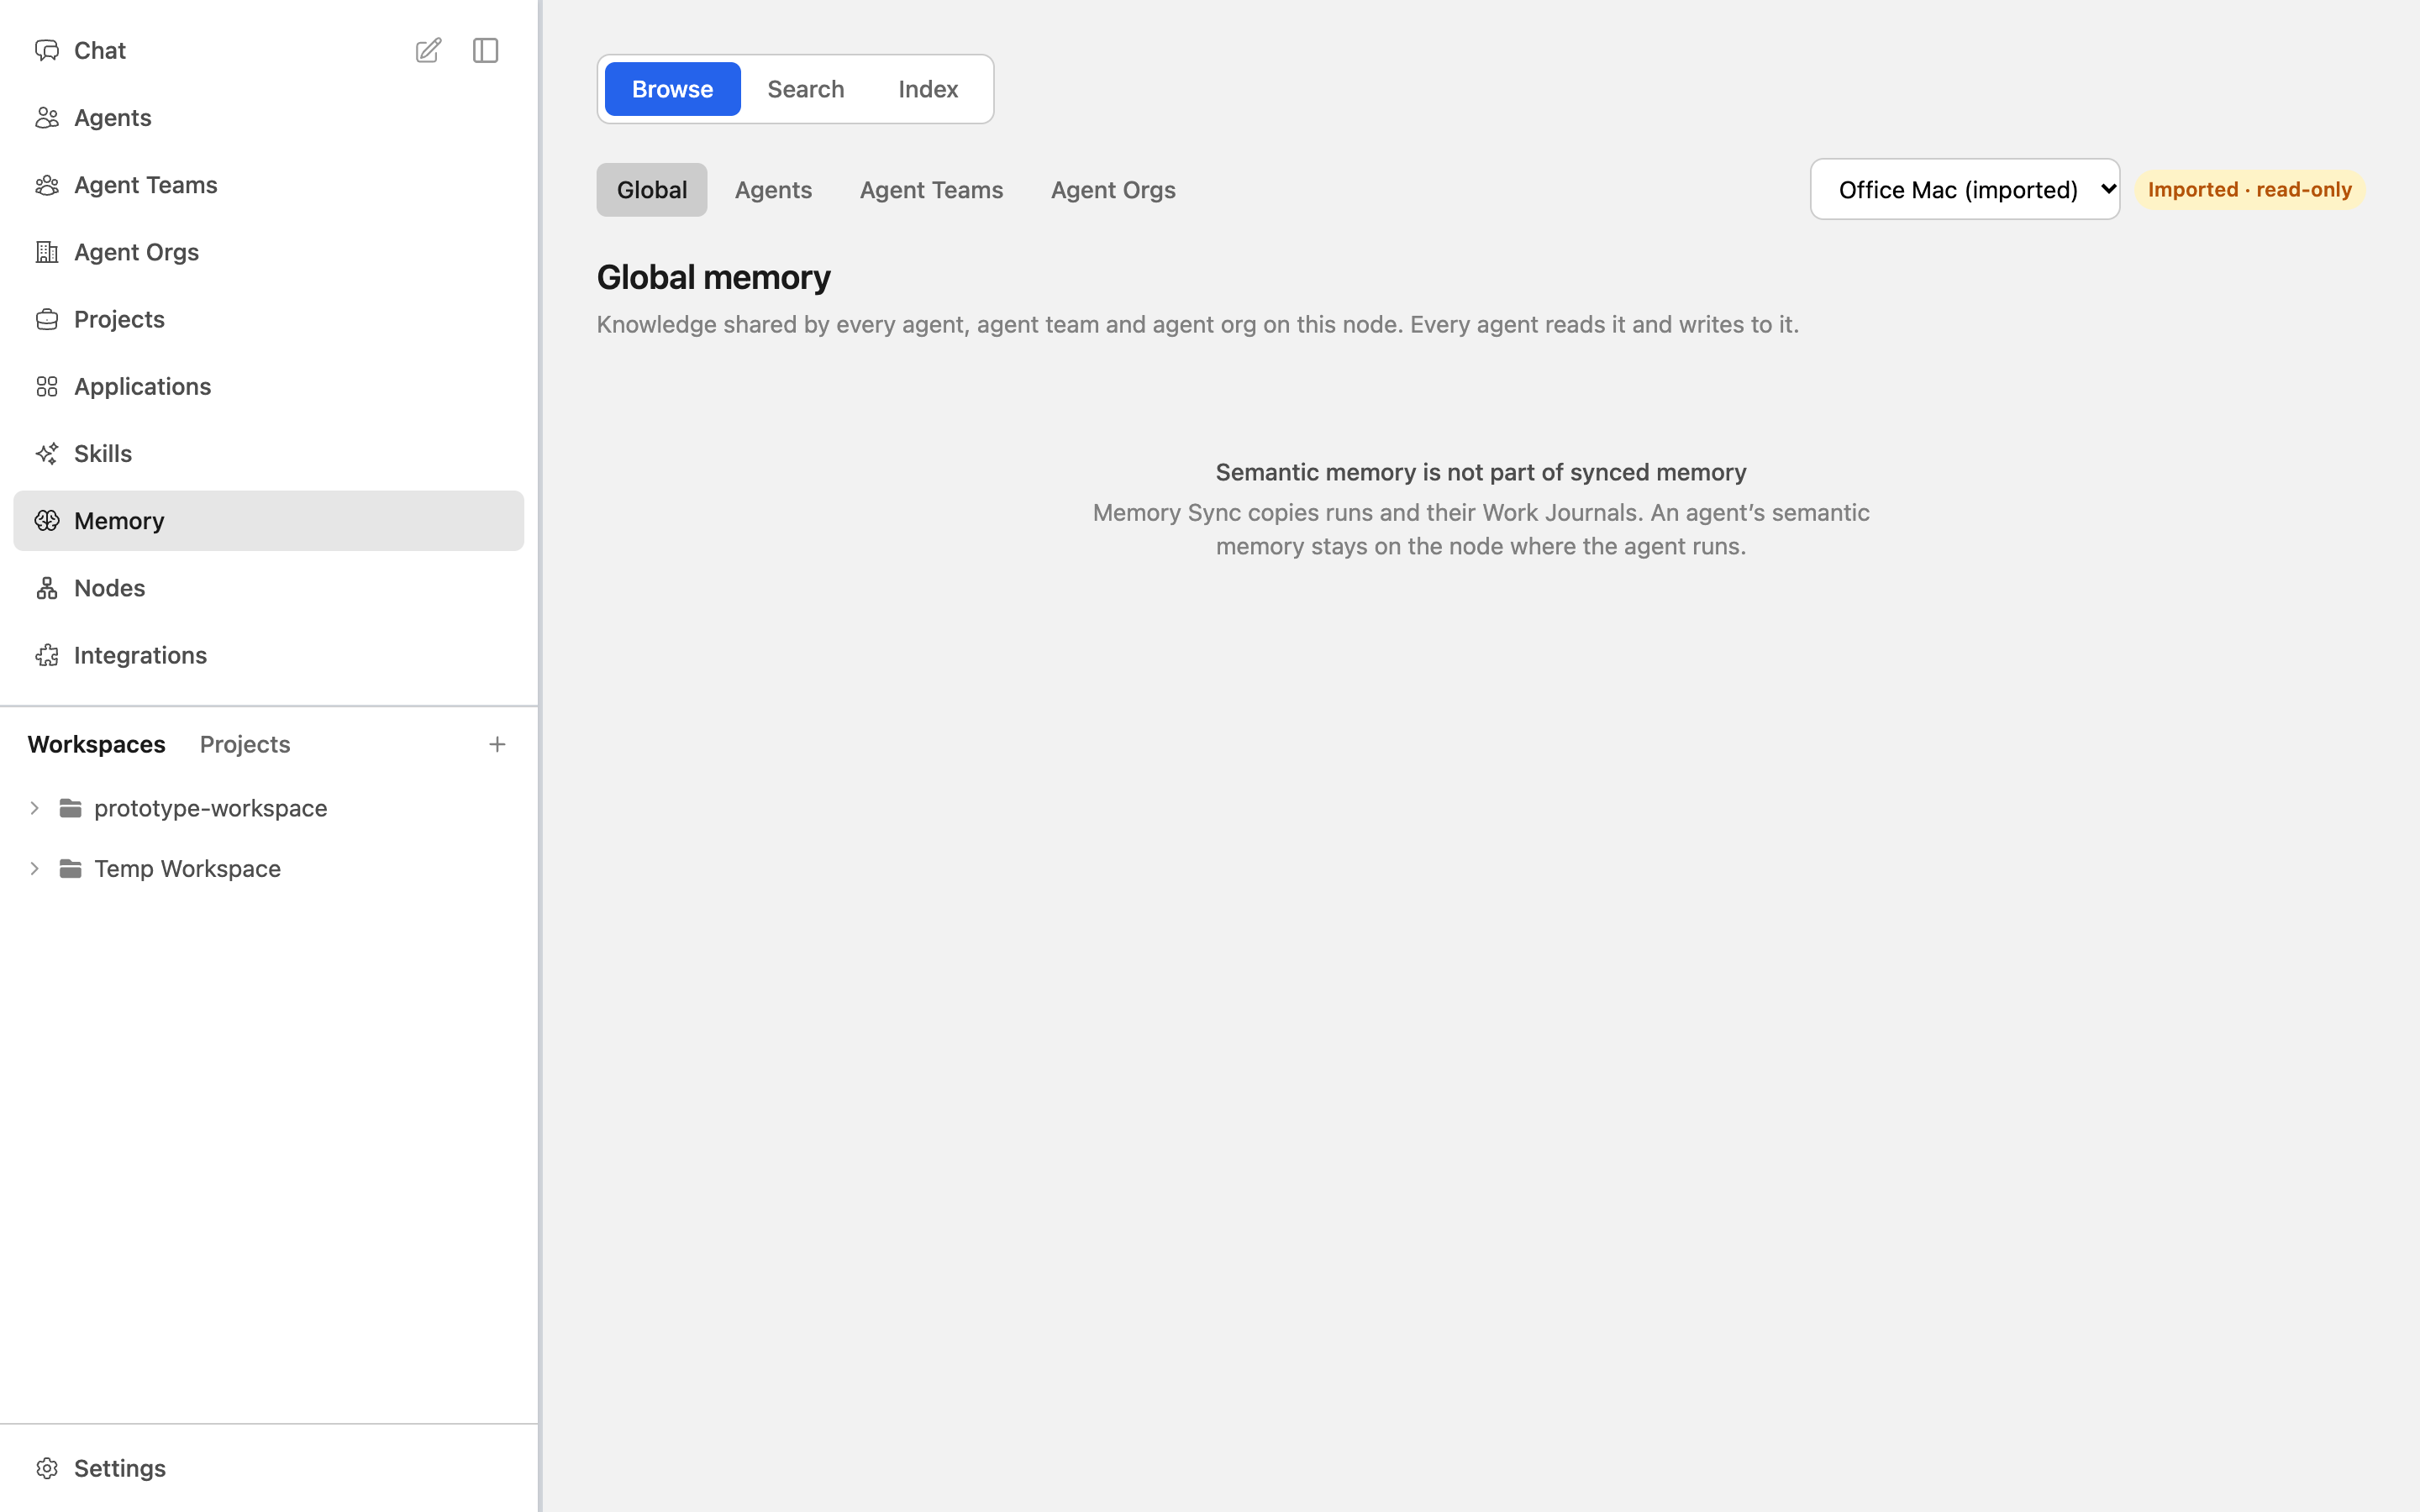 Chat
Agents
Agent Teams
Agent Orgs
Projects
Applications
Skills
Memory
Nodes
Integrations
Workspaces Projects
prototype-workspace
Temp Workspace
Settings
Browse Search Index
Global Agents Agent Teams Agent Orgs Office Mac (imported) Imported · read-only
Global memory
Knowledge shared by every agent, agent team and agent org on this node. Every agent reads it and writes to it.
Semantic memory is not part of synced memory
Memory Sync copies runs and their Work Journals. An agent’s semantic
memory stays on the node where the agent runs.